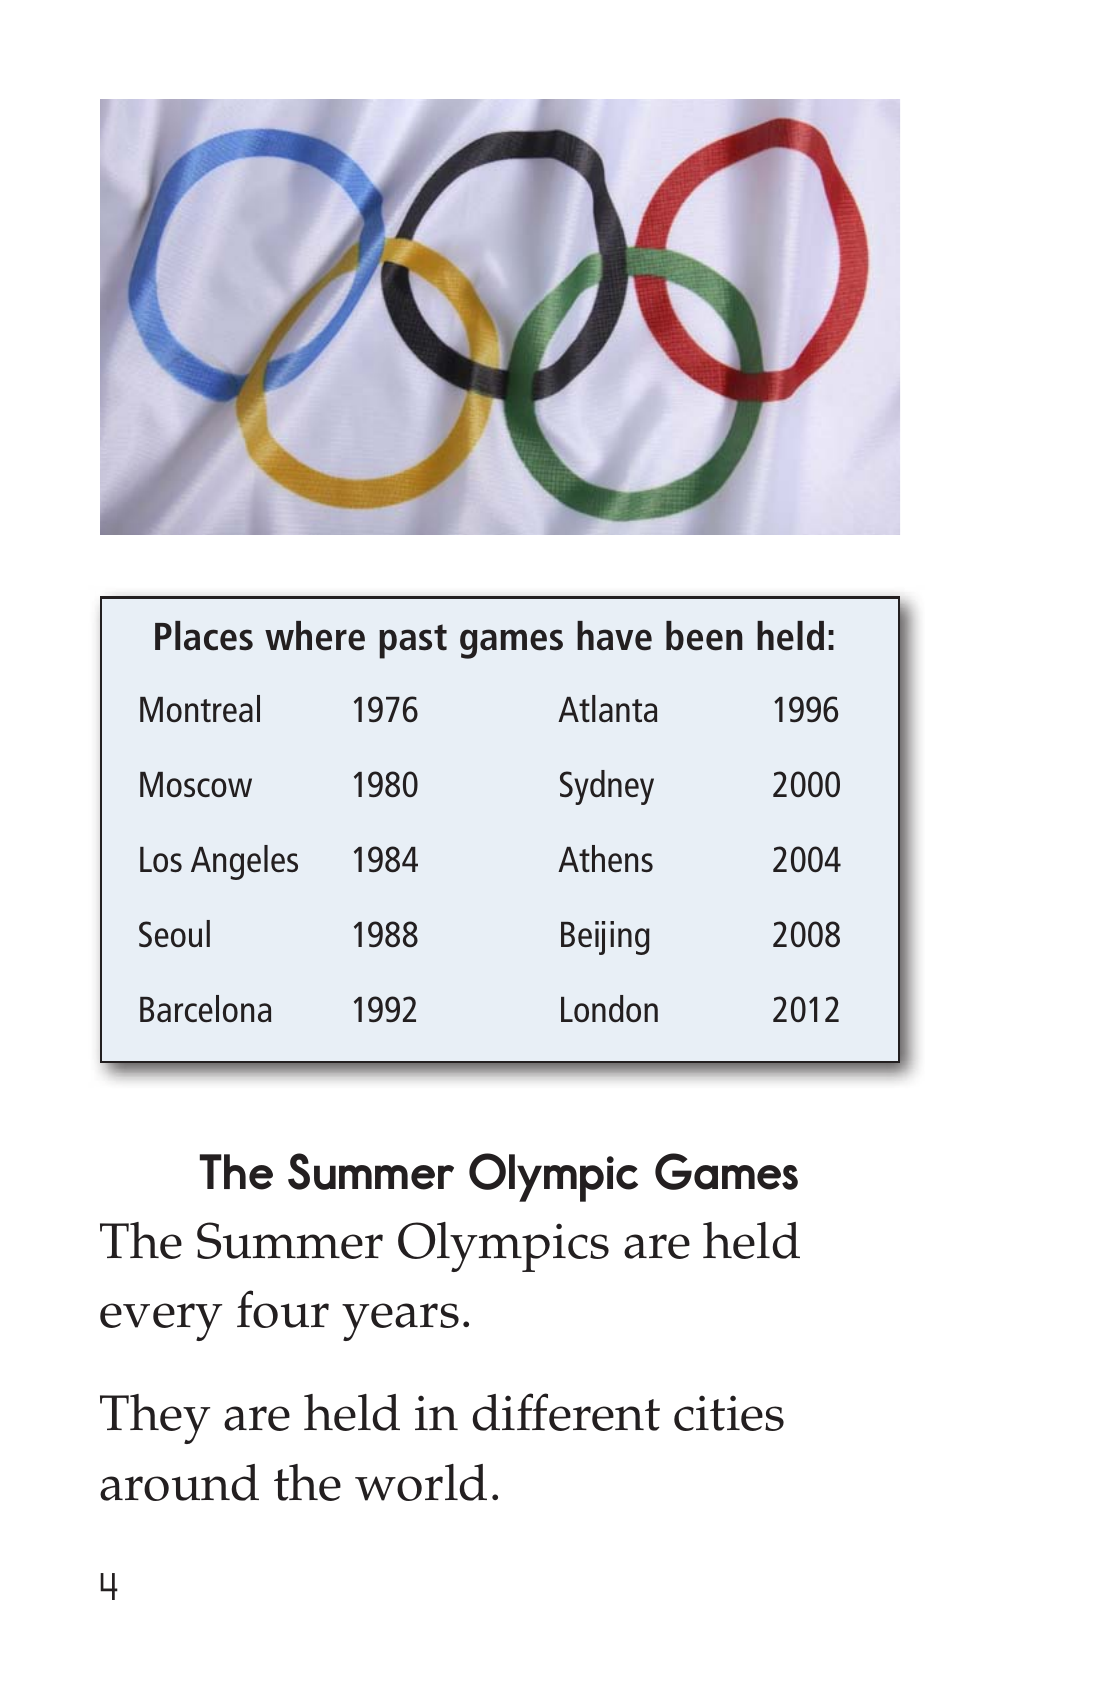 Places where past games have been held:
Montreal 1976 Atlanta 1996
Moscow 1980 Sydney 2000
Los Angeles 1984 Athens 2004
Seoul 1988 Beijing 2008
Barcelona 1992 London 2012
The Summer Olympic Games
The Summer Olympics are held
every four years.
They are held in different cities
around the world.
4